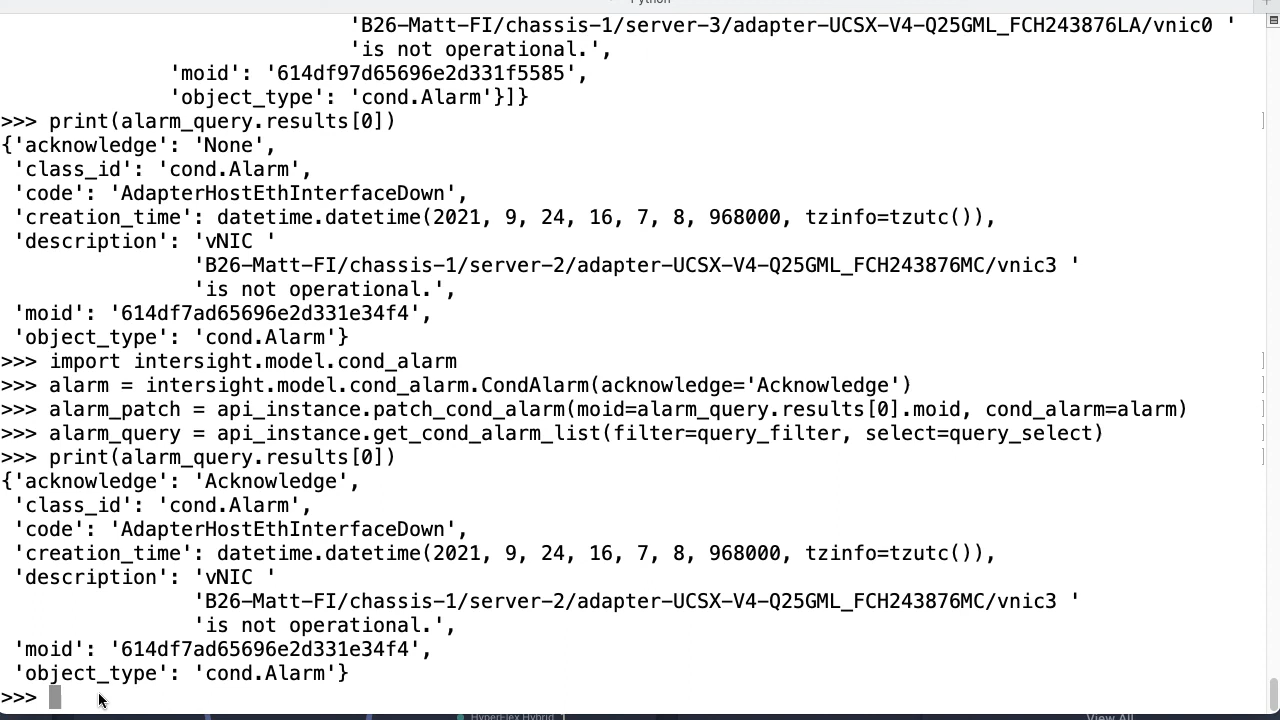 Python
'B26-Matt-FI/chassis-1/server-3/adapter-UCSX-V4-Q25GML_FCH243876LA/vnic0 '
'is not operational.',
'moid': '614df97d65696e2d331f5585',
'object_type': 'cond.Alarm'}]}
>>> print(alarm_query.results[0])
{'acknowledge': 'None',
'class_id': 'cond.Alarm',
'code': 'AdapterHostEthInterfaceDown',
'creation_time': datetime.datetime(2021, 9, 24, 16, 7, 8, 968000, tzinfo=tzutc()),
'description': 'vNIC '
'B26-Matt-FI/chassis-1/server-2/adapter-UCSX-V4-Q25GML_FCH243876MC/vnic3 '
'is not operational.',
'moid': '614df7ad65696e2d331e34f4',
'object_type': 'cond.Alarm'}
>>> import intersight.model.cond_alarm
>>> alarm = intersight.model.cond_alarm.CondAlarm(acknowledge='Acknowledge')
>>> alarm_patch = api_instance.patch_cond_alarm(moid=alarm_query.results[0].moid, cond_alarm=alarm)
>>> alarm_query = api_instance.get_cond_alarm_list(filter=query_filter, select=query_select)
>>> print(alarm_query.results[0])
{'acknowledge': 'Acknowledge',
'class_id': 'cond.Alarm',
'code': 'AdapterHostEthInterfaceDown',
'creation_time': datetime.datetime(2021, 9, 24, 16, 7, 8, 968000, tzinfo=tzutc()),
'description': 'vNIC '
'B26-Matt-FI/chassis-1/server-2/adapter-UCSX-V4-Q25GML_FCH243876MC/vnic3 '
'is not operational.',
'moid': '614df7ad65696e2d331e34f4',
'object_type': 'cond.Alarm'}
>>>
HyperFlex Hybrid 1
View All